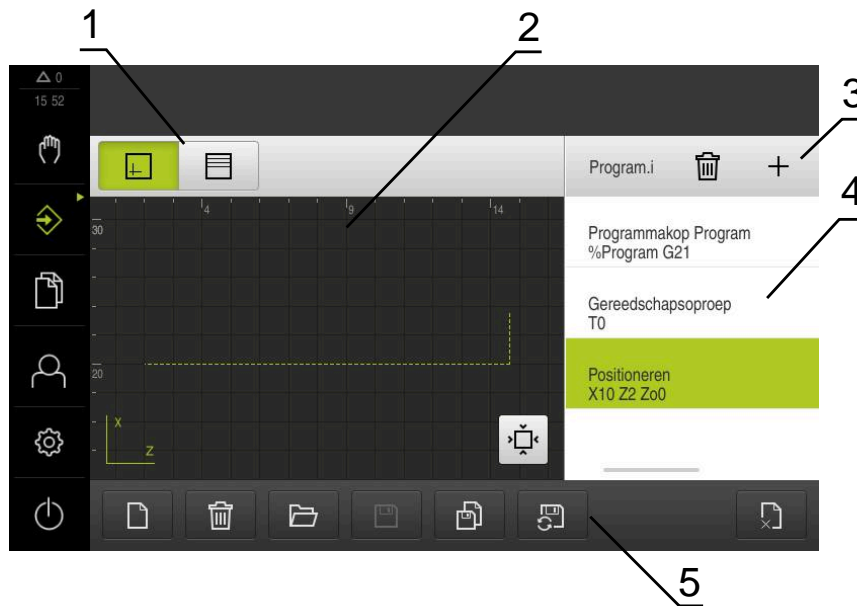 1
2
3
4
5
0
15 52
4
9
14
30
20
X
Z
Program.i
Programmakop Program
%Program G21
Gereedschapsoproep
T0
Positioneren
X10 Z2 Zo0